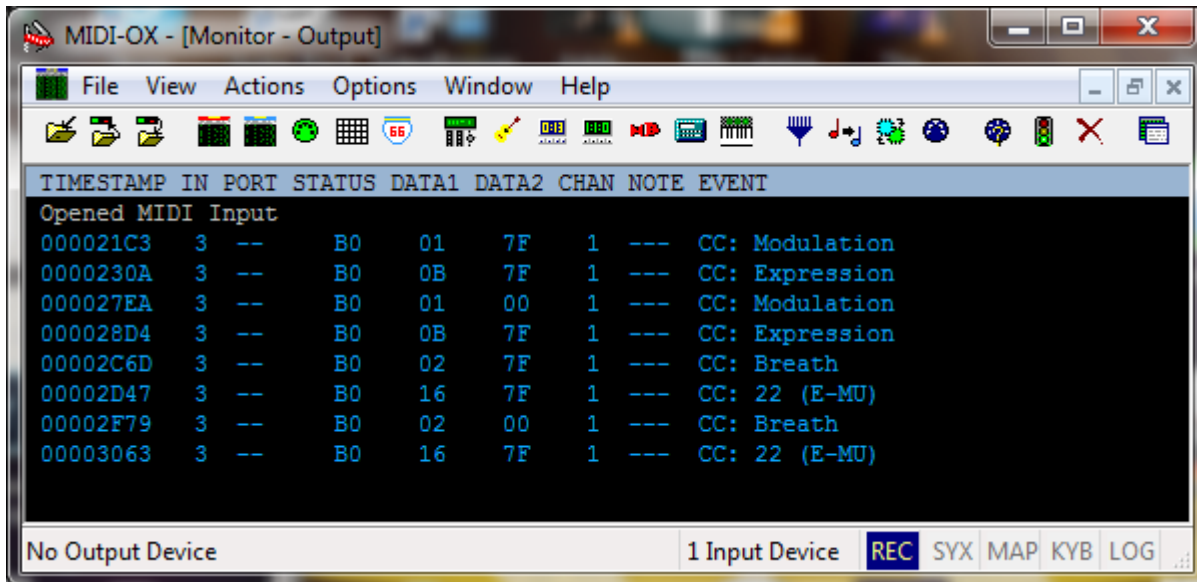 MIDI-OX - [Monitor - Output]
File View Actions Options Window Help
66
TIMESTAMP IN PORT STATUS DATA1 DATA2 CHAN NOTE EVENT
Opened MIDI Input
000021C3 3 -- B0 01 7F 1 --- CC: Modulation
0000230A 3 -- B0 0B 7F 1 --- CC: Expression
000027EA 3 -- B0 01 00 1 --- CC: Modulation
000028D4 3 -- B0 0B 7F 1 --- CC: Expression
00002C6D 3 -- B0 02 7F 1 --- CC: Breath
00002D47 3 -- B0 16 7F 1 --- CC: 22 (E-MU)
00002F79 3 -- B0 02 00 1 --- CC: Breath
00003063 3 -- B0 16 7F 1 --- CC: 22 (E-MU)
No Output Device 1 Input Device REC SYX MAP KYB LOG